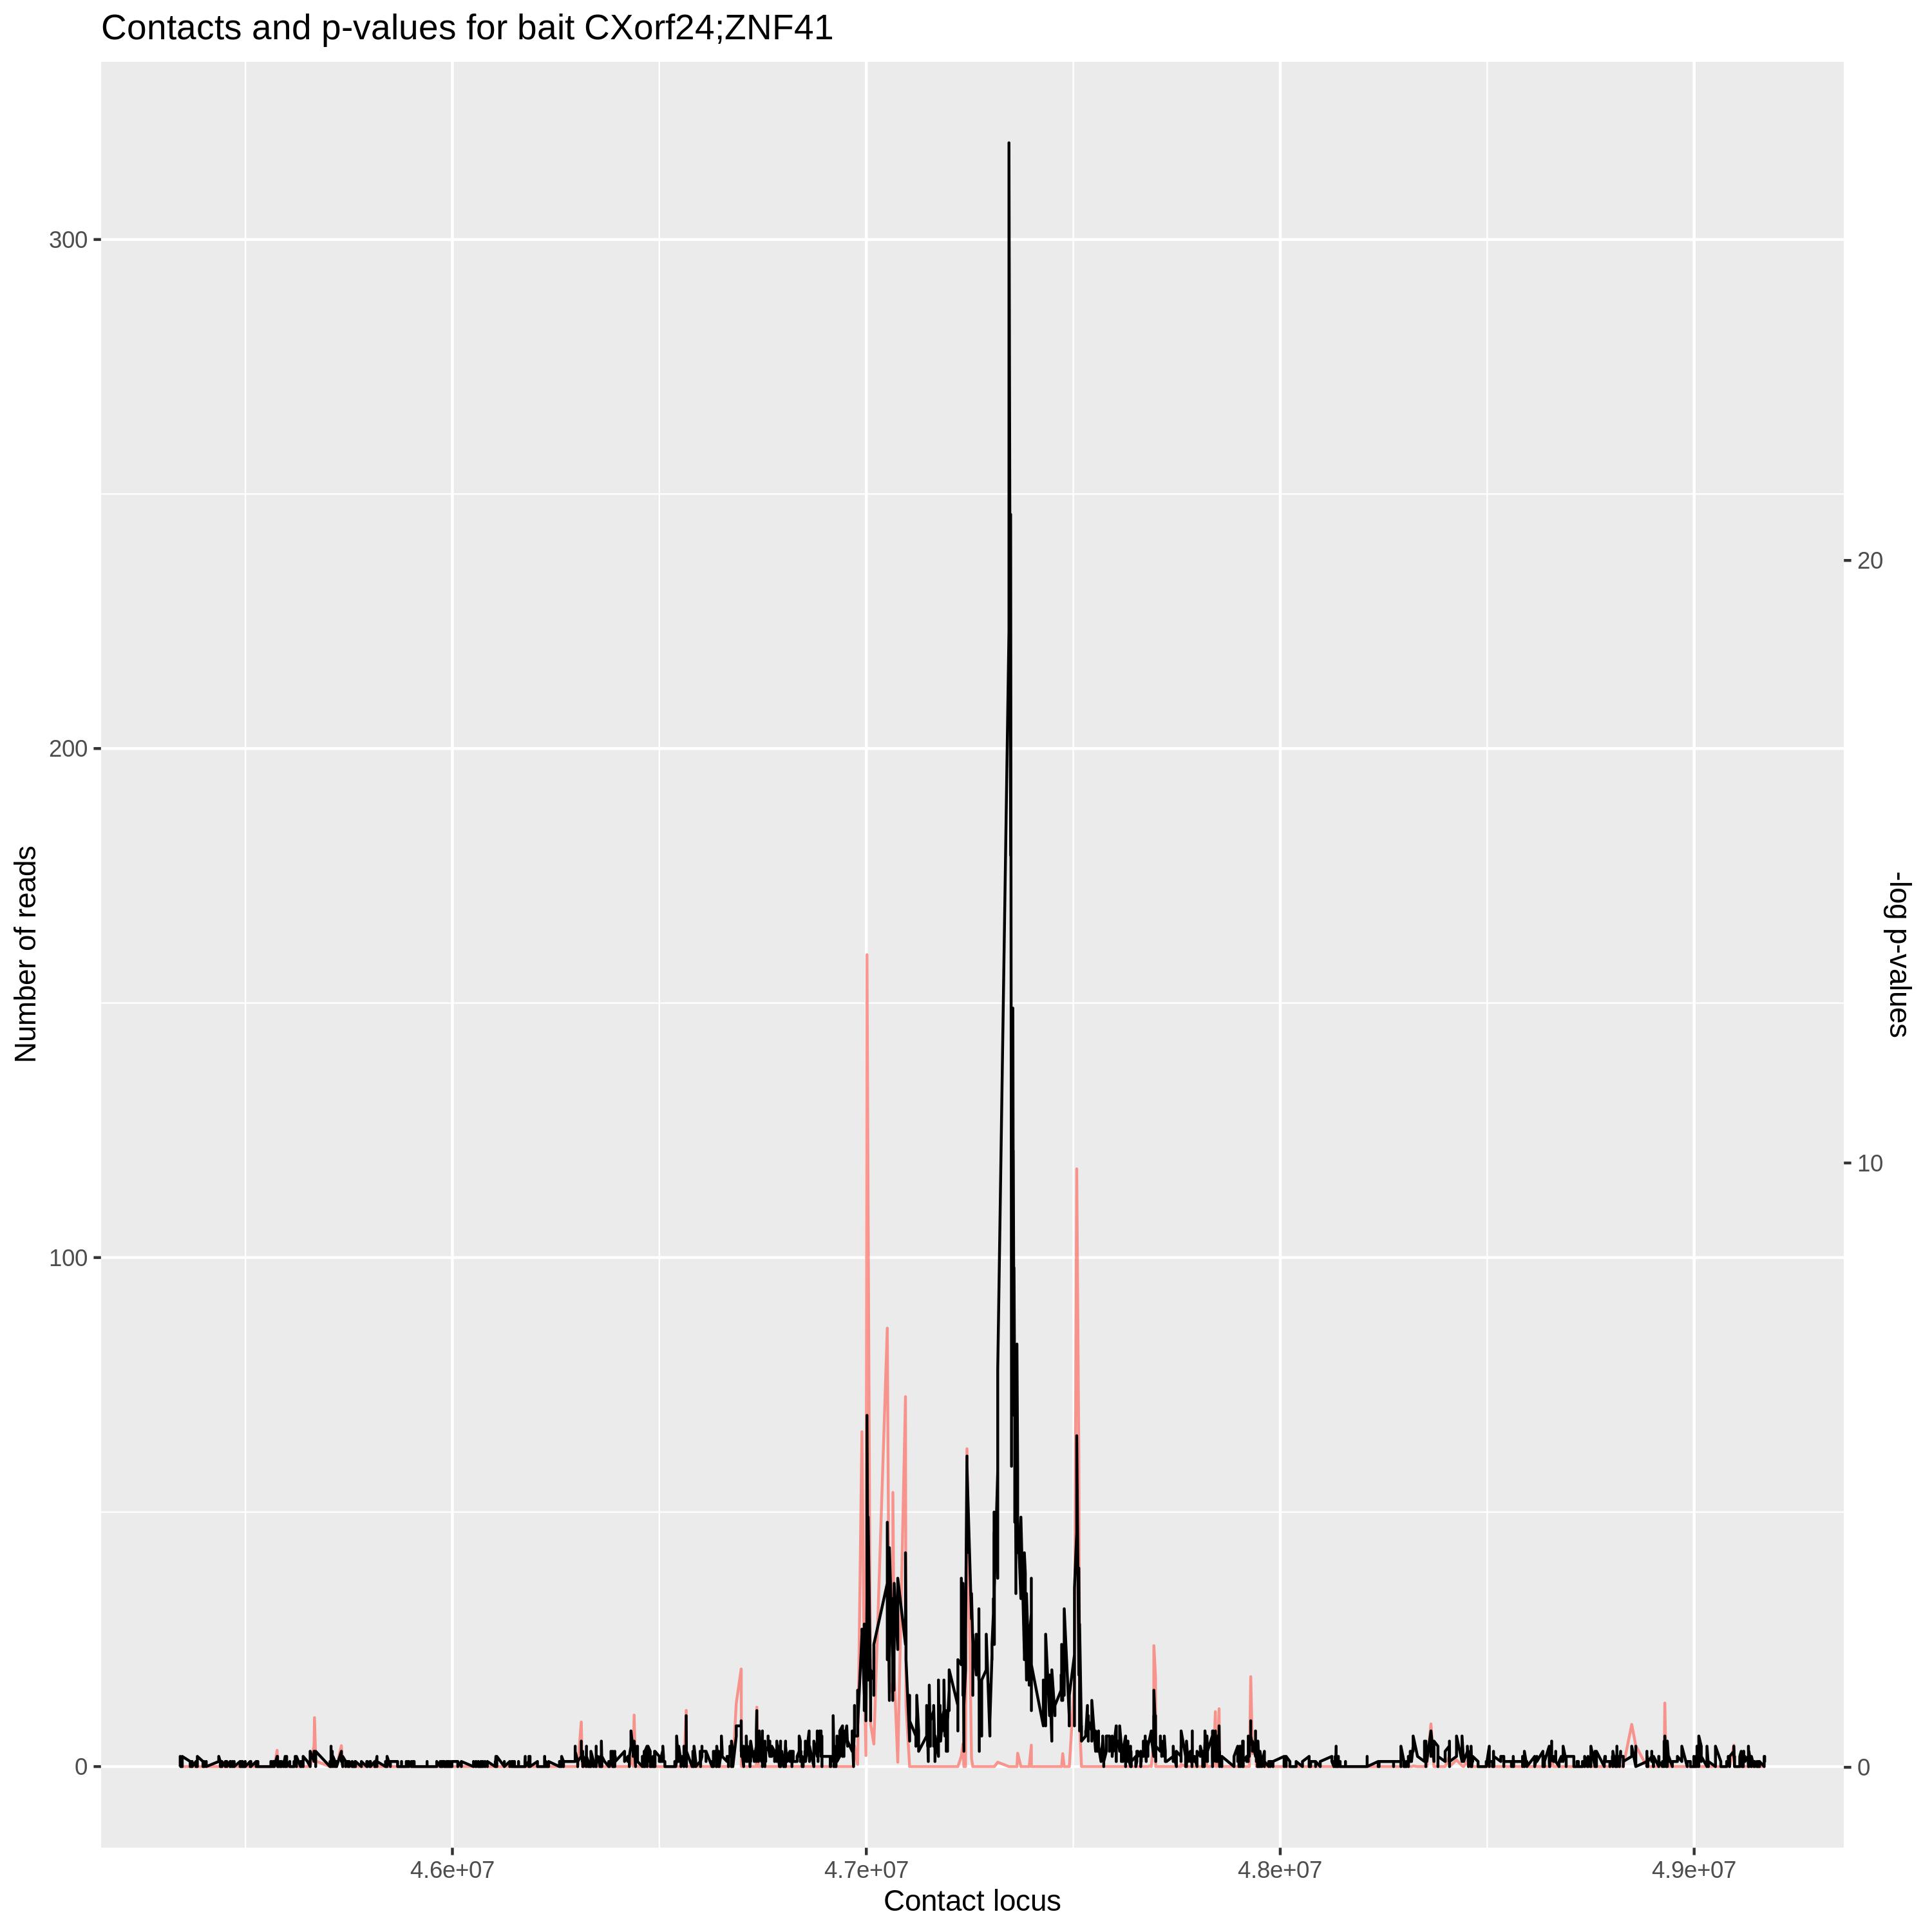 Contacts and p-values for bait CXorf24;ZNF41
300
200
100
0
Number of reads
20
10
0
-log p-values
4.6e+07
4.7e+07
4.8e+07
4.9e+07
Contact locus